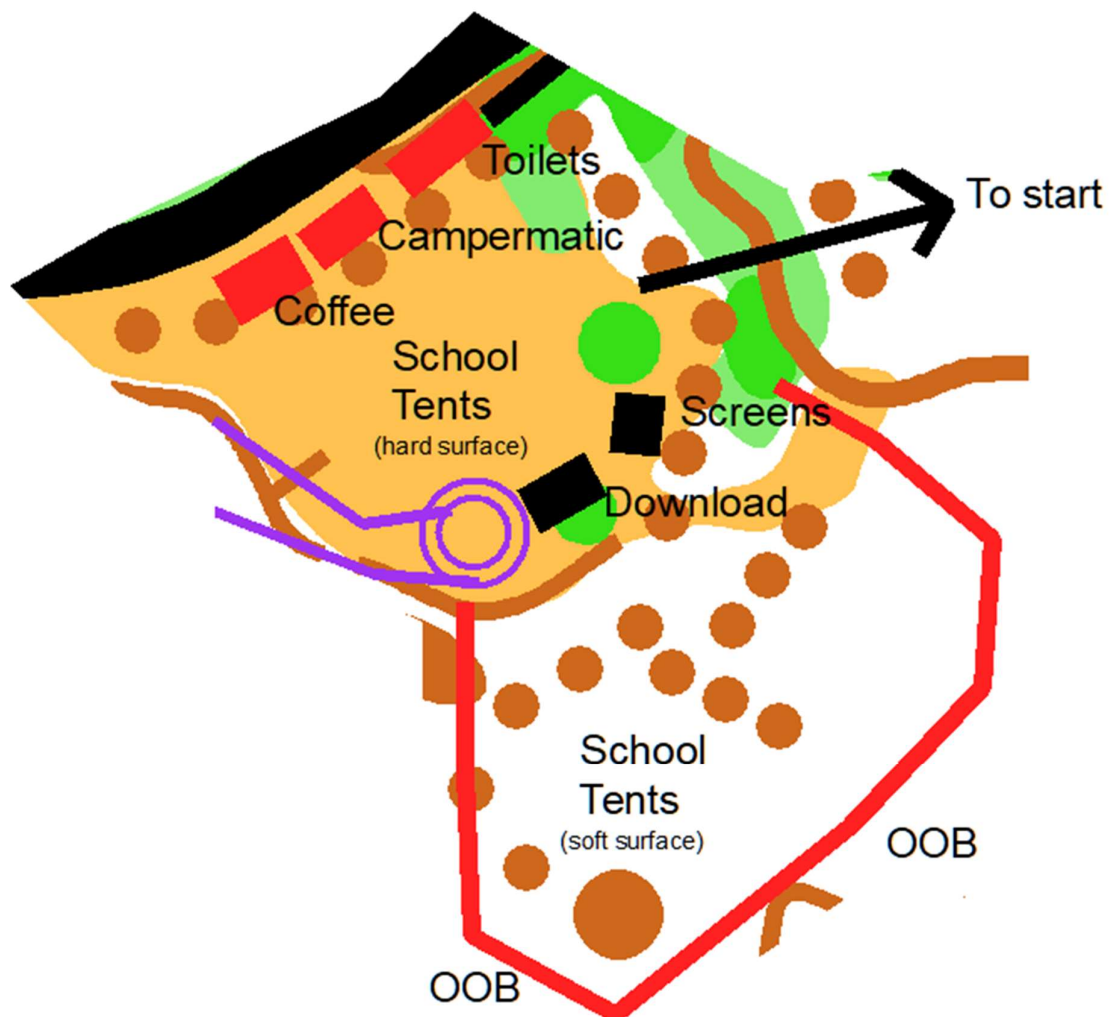 Toilets
To start
Campermatic
Coffee
School
Tents
(hard surface)
Screens
Download
School
Tents
(soft surface)
OOB
OOB